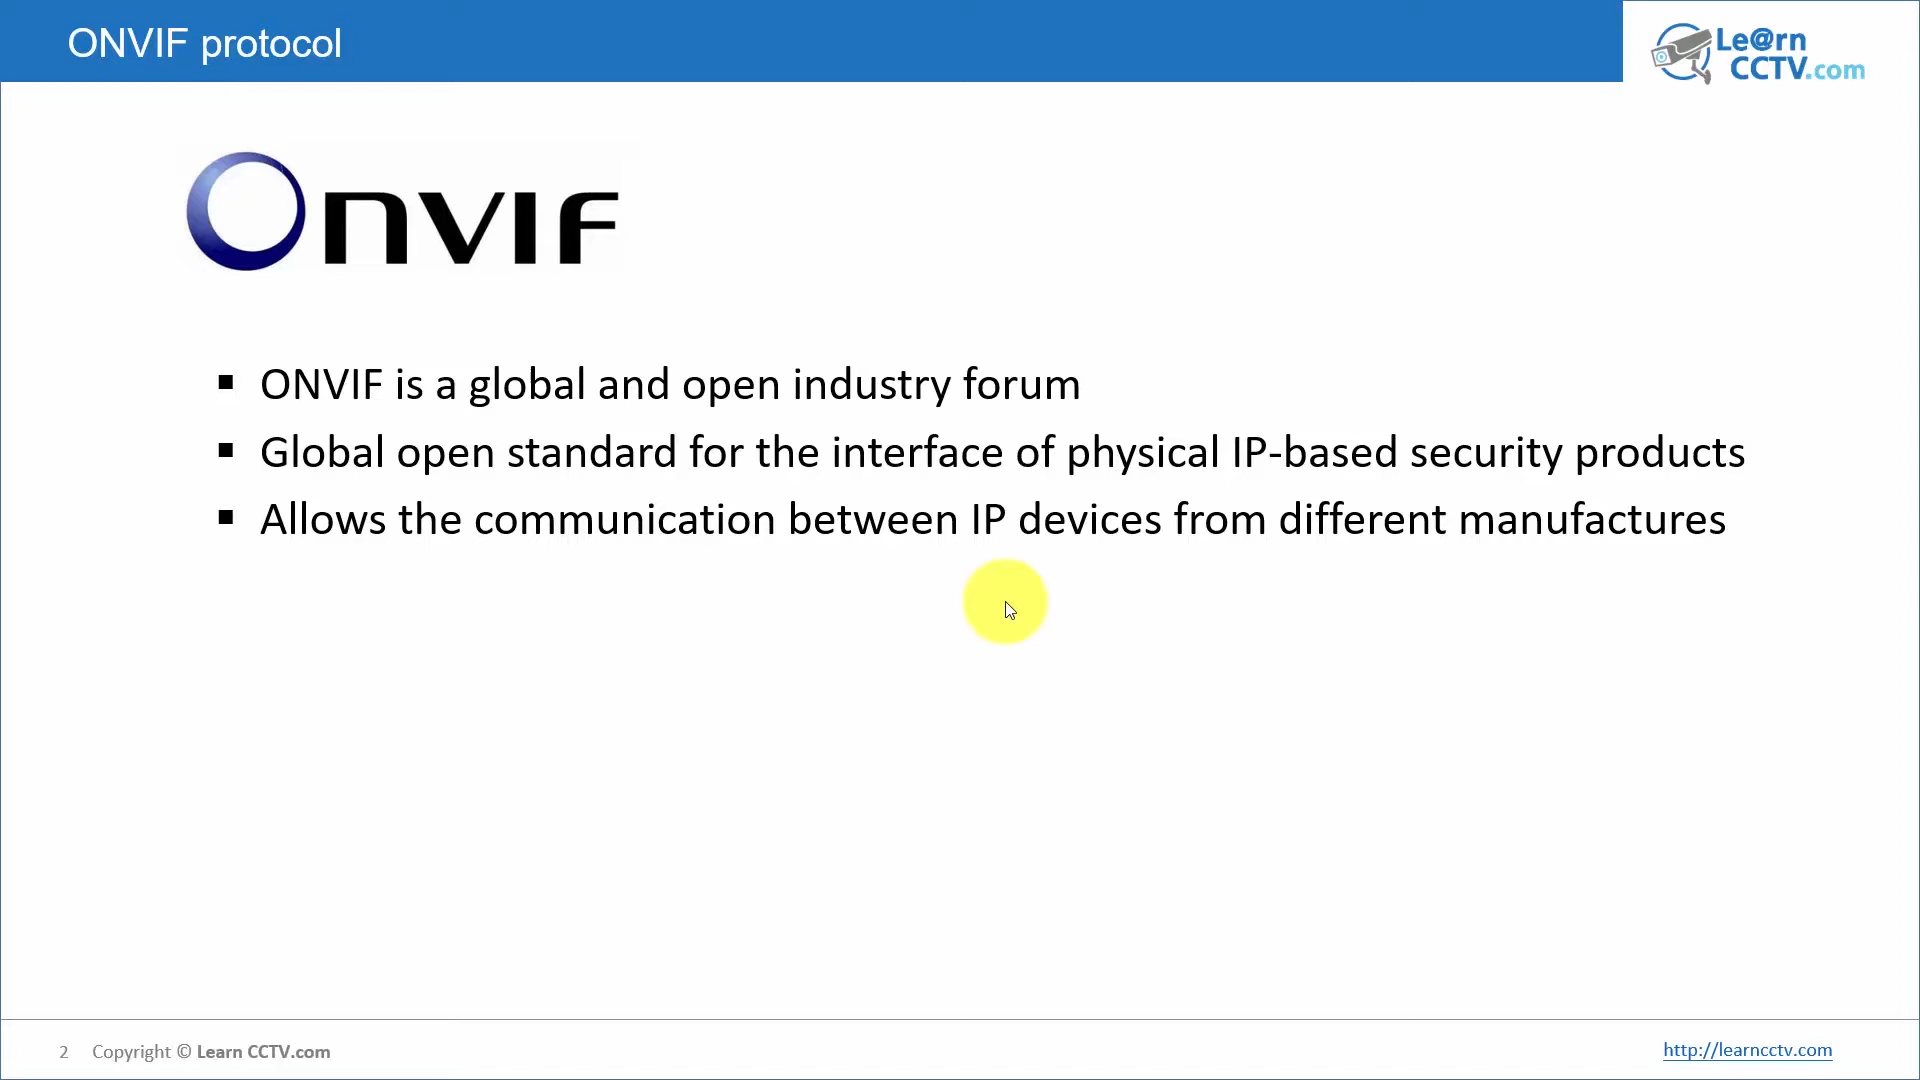 ONVIF protocol
Le@rn
CCTV.com
ONVIF
▪ ONVIF is a global and open industry forum
▪ Global open standard for the interface of physical IP-based security products
▪ Allows the communication between IP devices from different manufactures
2 Copyright © Learn CCTV.com
http://learncctv.com